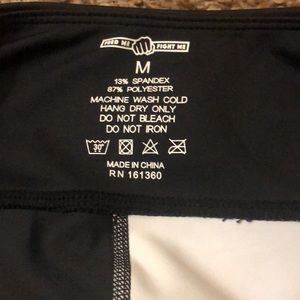 FEED ME FIGHT ME
M
13% SPANDEX
87% POLYESTER
MACHINE WASH COLD
HANG DRY ONLY
DO NOT BLEACH
DO NOT IRON
30°
MADE IN CHINA
RN 161360